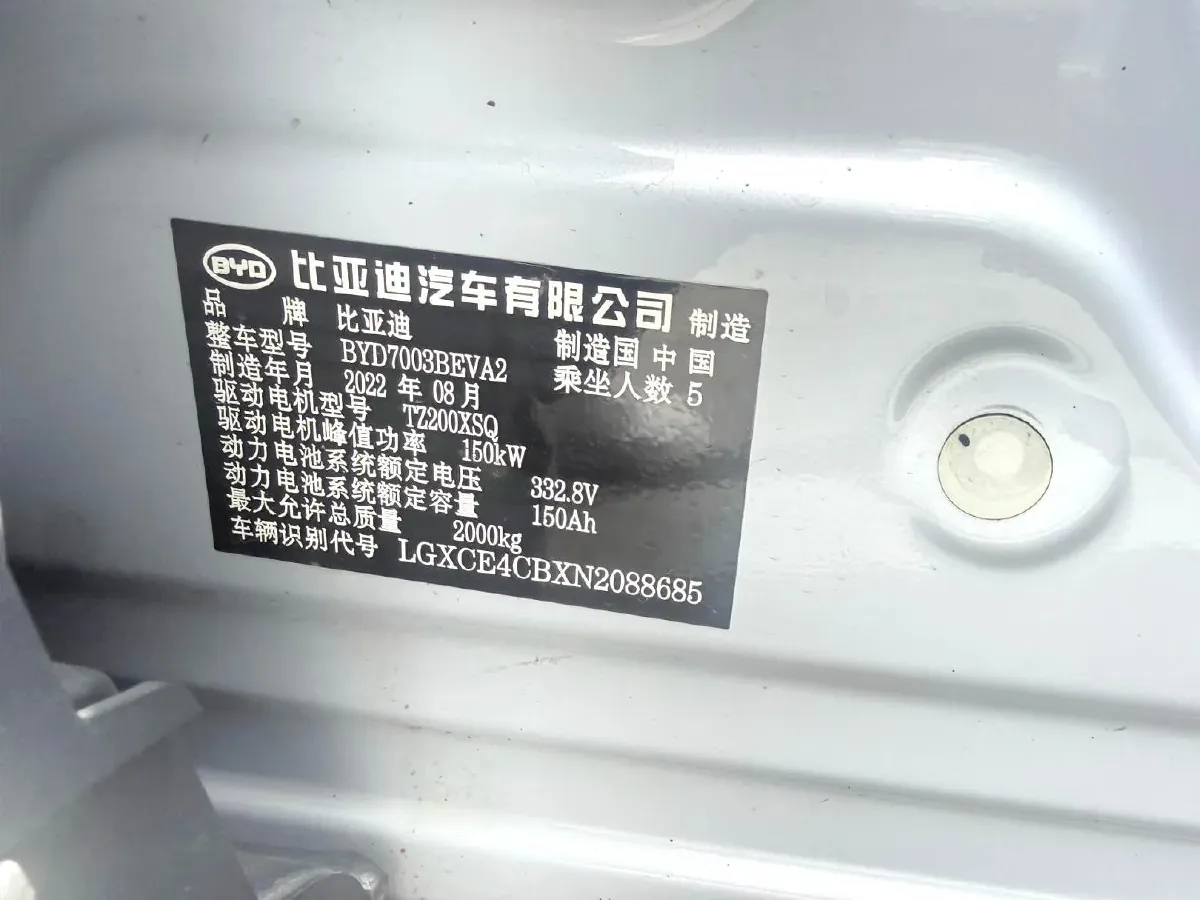 BYD 比亚迪汽车有限公司 制造
品牌 比亚迪 制造国 中国
整车型号 BYD7003BEVA2 乘坐人数 5
制造年月 2022 年 08 月
驱动电机型号 TZ200XSQ
驱动电机峰值功率 150kW
动力电池系统额定电压 332.8V
动力电池系统额定容量 150Ah
最大允许总质量 2000kg
车辆识别代号 LGXCE4CBXN2088685